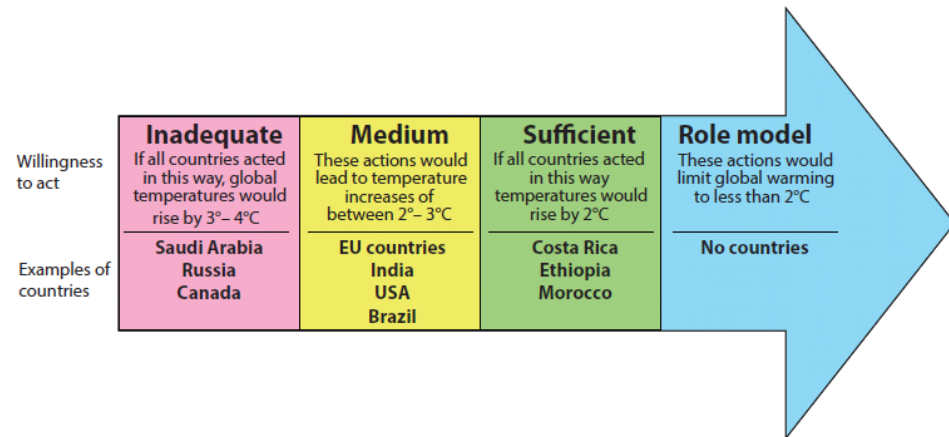 Willingness
to act
Inadequate
If all countries acted
in this way, global
temperatures would
rise by 3°– 4°C
Medium
These actions would
lead to temperature
increases of
between 2°– 3°C
Sufficient
If all countries acted
in this way
temperatures would
rise by 2°C
Role model
These actions would
limit global warming
to less than 2°C
Examples of
countries
Saudi Arabia
Russia
Canada
EU countries
India
USA
Brazil
Costa Rica
Ethiopia
Morocco
No countries